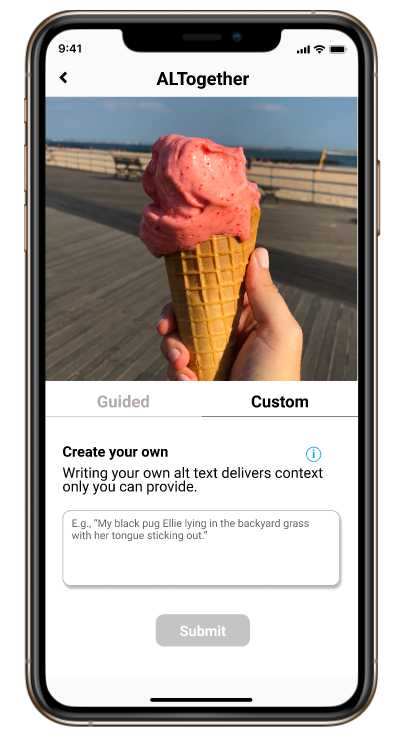 9:41
ALTogether
Guided Custom
Create your own
Writing your own alt text delivers context
only you can provide.
E.g., “My black pug Ellie lying in the backyard grass
with her tongue sticking out.”
Submit